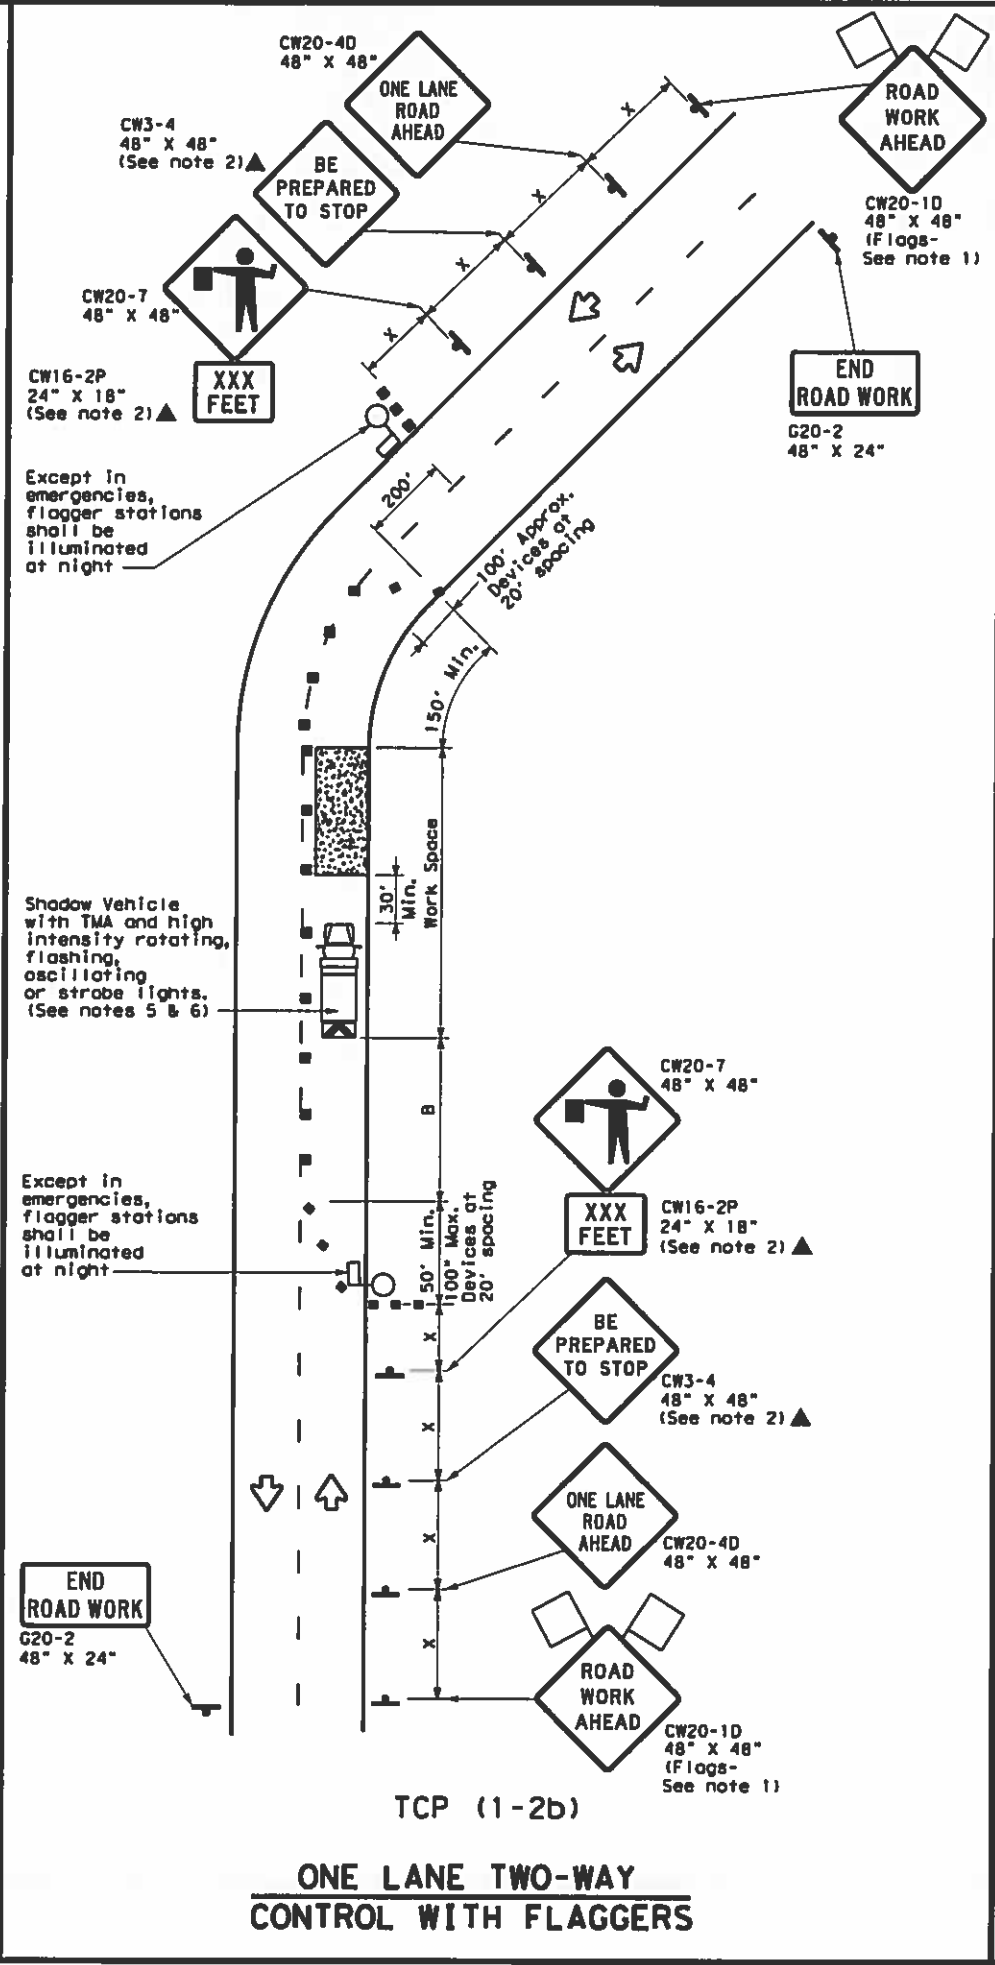 CW20-4D
48" X 48"
ONE LANE
ROAD
AHEAD
ROAD
WORK
AHEAD
CW3-4
48" X 48"
(See note 2)▲
BE
PREPARED
TO STOP
CW20-1D
48" X 48"
(Flags-
See note 1)
CW20-7
48" X 48"
XXX
FEET
CW16-2P
24" X 18"
(See note 2)▲
X
X
X
X
END
ROAD WORK
G20-2
48" X 24"
Except in
emergencies,
flagger stations
shall be
illuminated
at night
200'
100' Approx.
Devices at
20' spacing
150' Min.
Work Space
30'
Min.
Shadow Vehicle
with TMA and high
intensity rotating,
flashing,
oscillating
or strobe lights.
(See notes 5 & 6)
B
CW20-7
48" X 48"
XXX
FEET
CW16-2P
24" X 18"
(See note 2)▲
Except in
emergencies,
flagger stations
shall be
illuminated
at night
50' Min.
100" Max.
Devices at
20' spacing
X
BE
PREPARED
TO STOP
CW3-4
48" X 48"
(See note 2)▲
X
ONE LANE
ROAD
AHEAD
CW20-4D
48" X 48"
X
END
ROAD WORK
G20-2
48" X 24"
X
ROAD
WORK
AHEAD
CW20-1D
48" X 48"
(Flags-
See note 1)
TCP (1-2b)
ONE LANE TWO-WAY
CONTROL WITH FLAGGERS